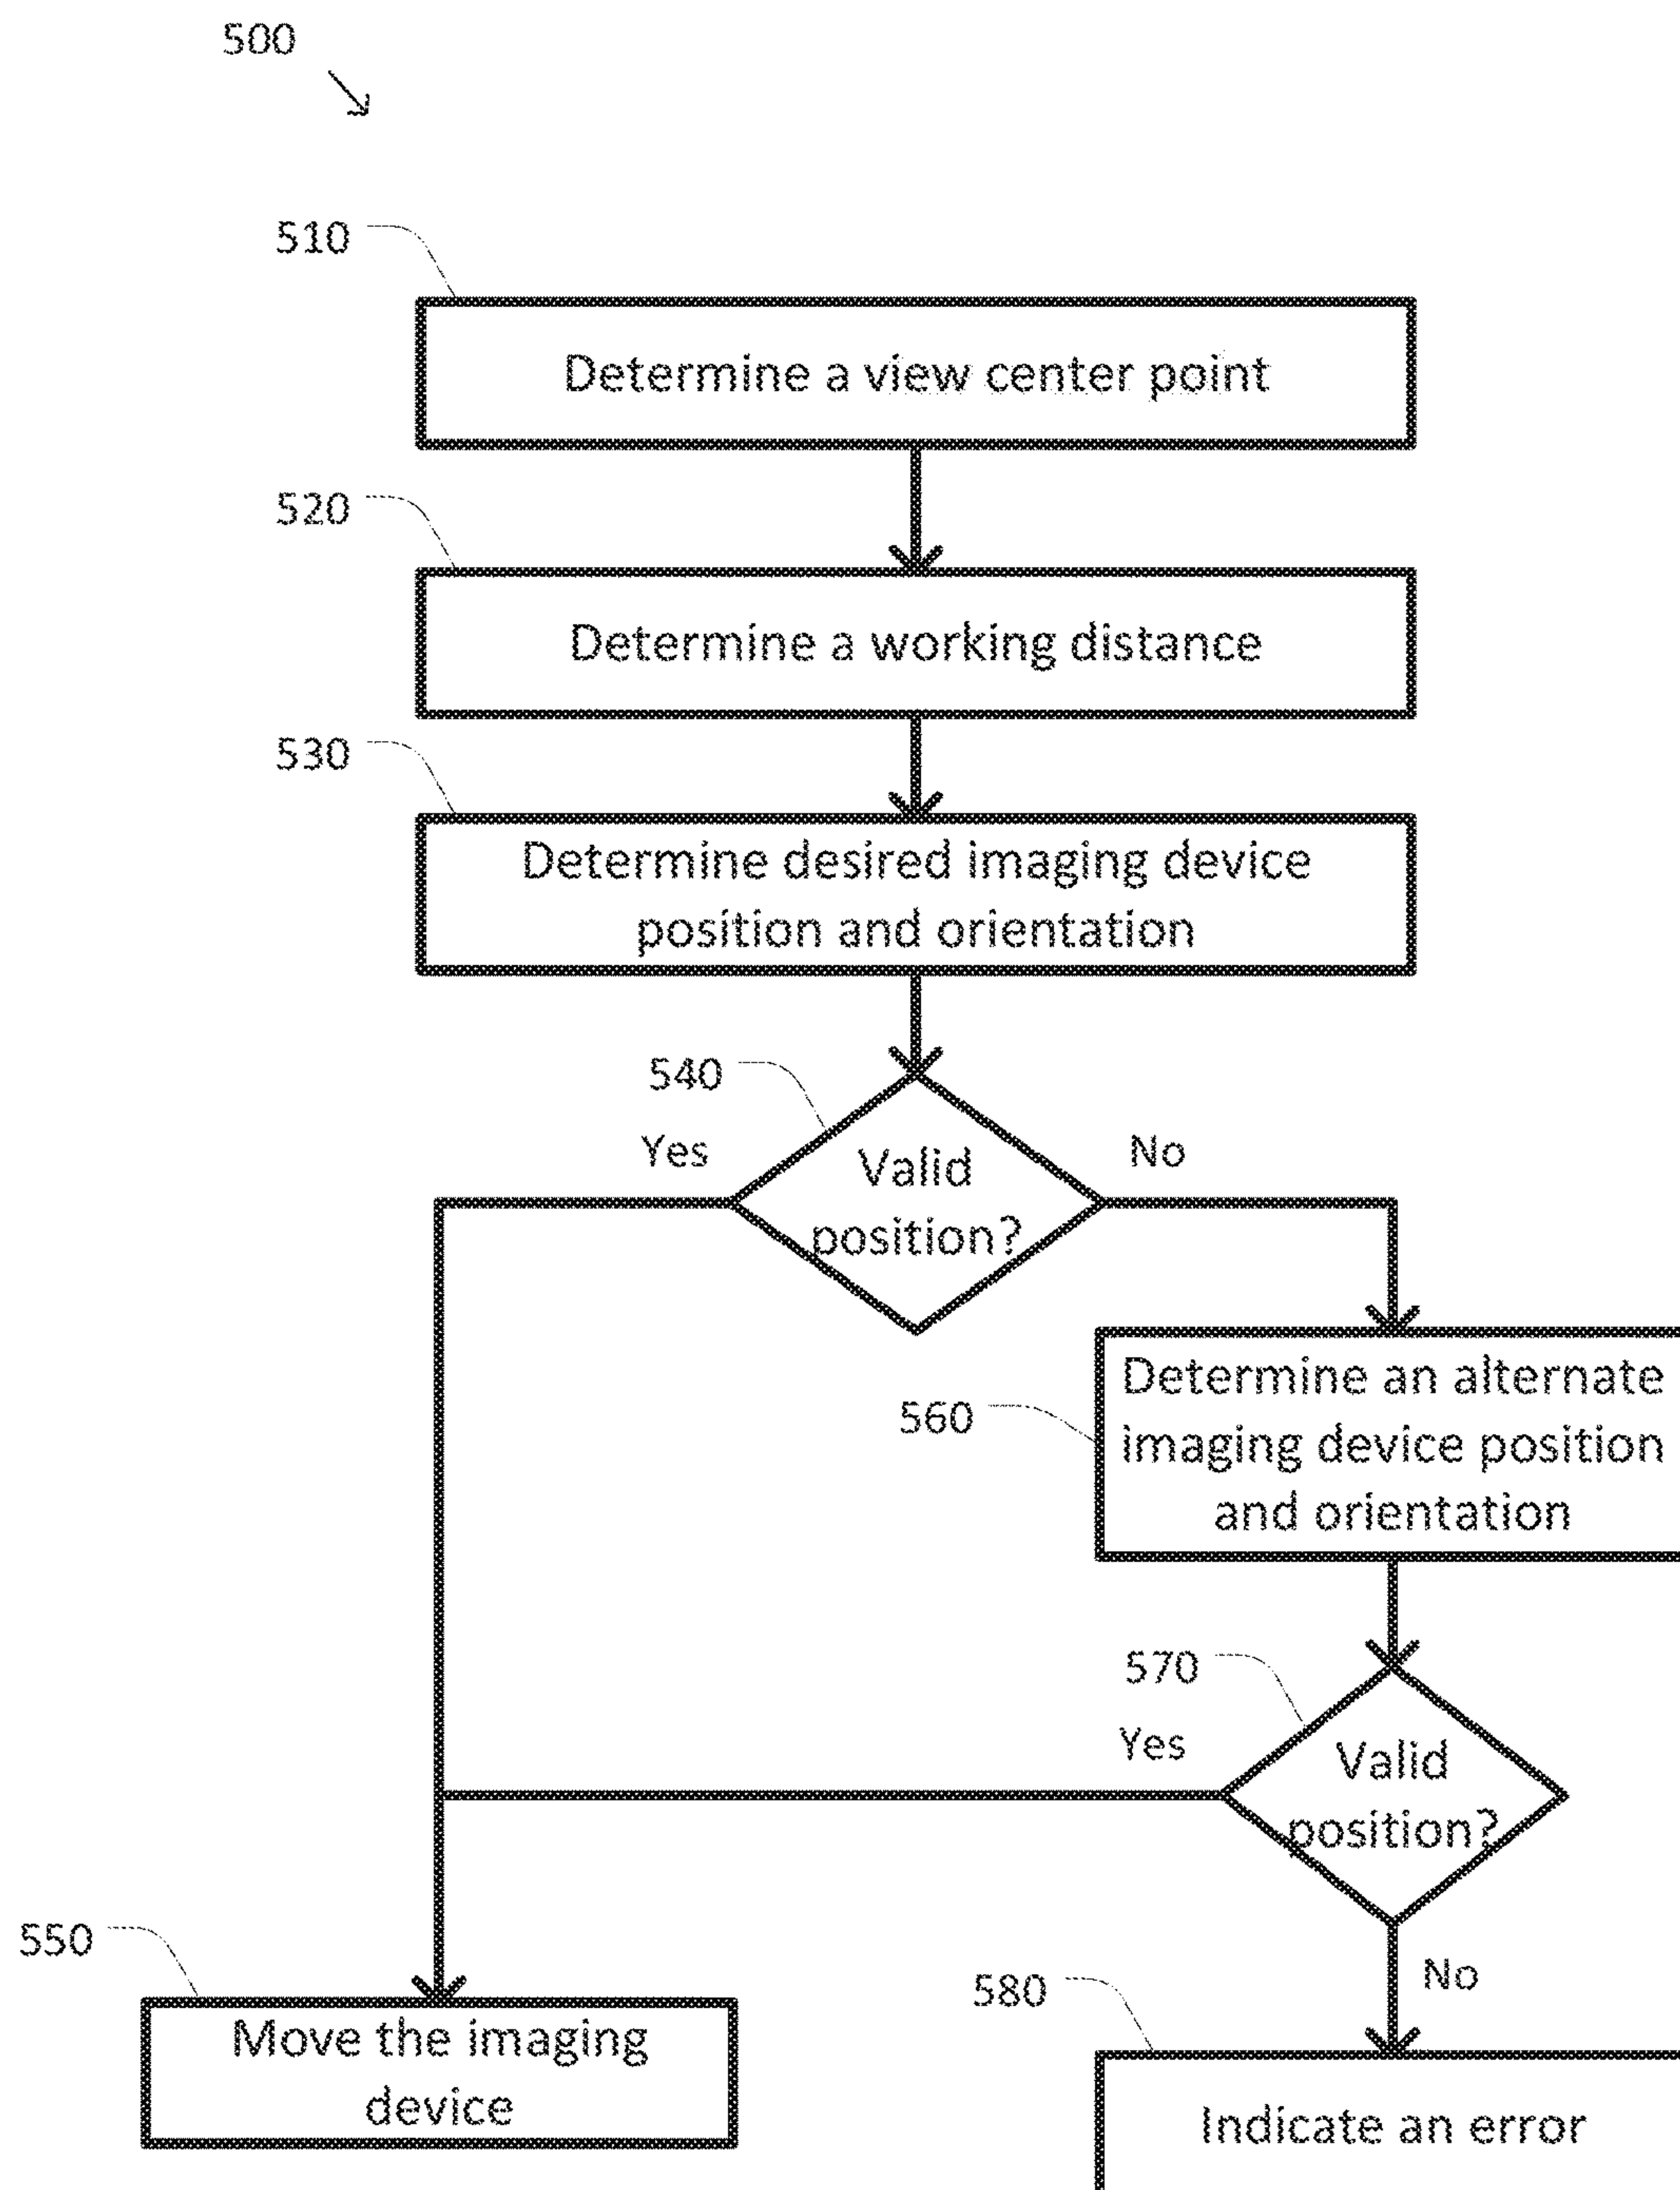 500
510
Determine a view center point
520
Determine a working distance
530
Determine desired imaging device
position and orientation
540
Yes
No
Valid
position?
560
Determine an alternate
imaging device position
and orientation
570
Yes
Valid
position?
No
550
Move the imaging
device
580
Indicate an error